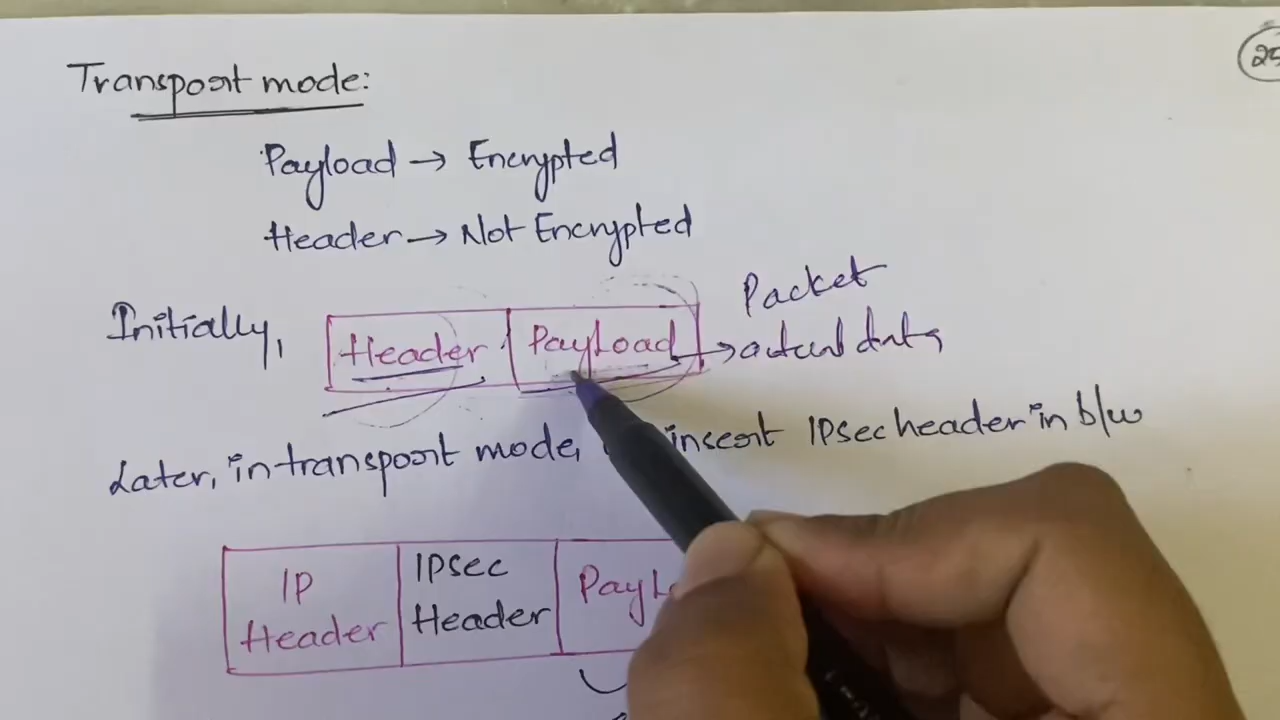 Transport mode:
25
Payload → Encrypted
Header → Not Encrypted
Packet
Initially, Header Payload → actual data
Later, in transport mode, insert IPsec header in b/w
IP Header
IPsec Header